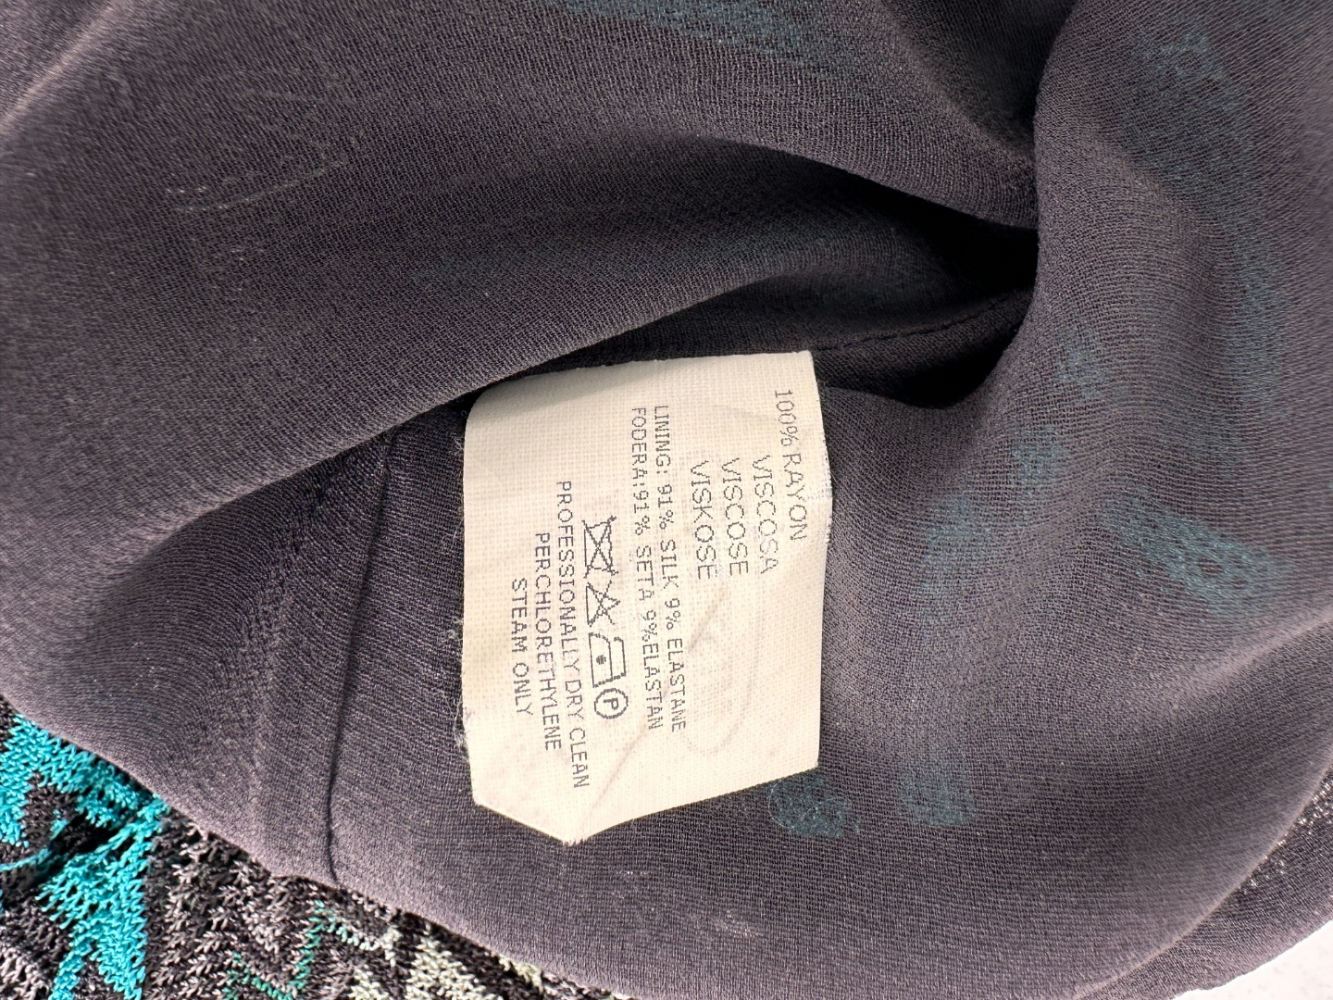 100% RAYON
VISCOSA
VISCOSE
VISKOSE
LINING: 91% SILK 9% ELASTANE
FODERA:91% SETA 9%ELASTAN
P
PROFESSIONALLY DRY CLEAN
PERCHLORETHYLENE
STEAM ONLY